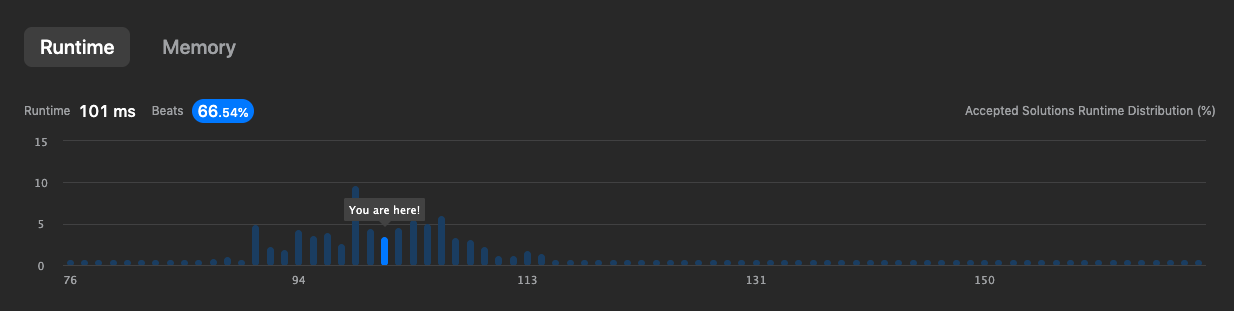 Runtime Memory
Runtime 101 ms Beats 66.54% Accepted Solutions Runtime Distribution (%)
15
10
You are here!
5
0
76 94 113 131 150